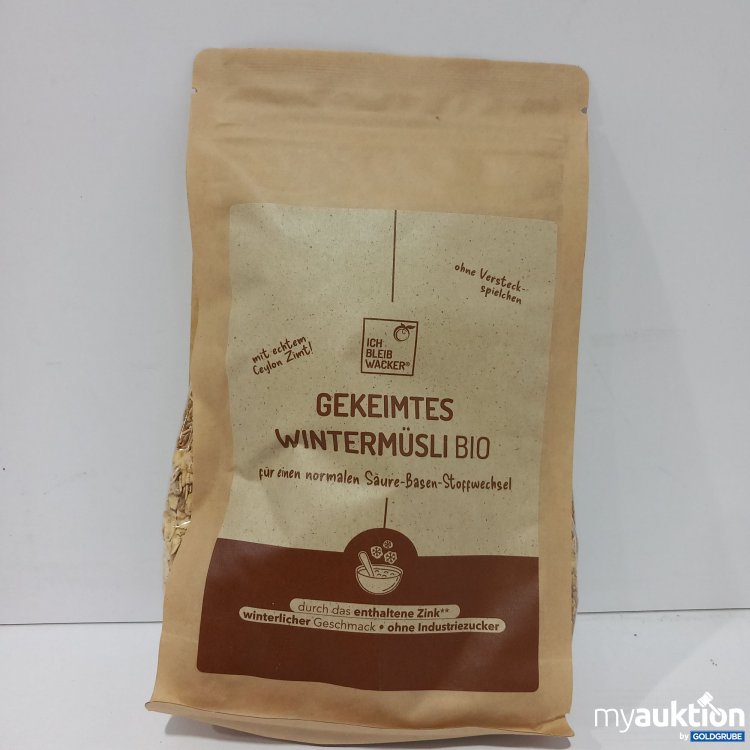 ohne Versteck-
spielchen
mit echtem
Ceylon Zimt!
ICH
BLEIB
WACKER®
GEKEIMTES
WINTERMÜSLI BIO
für einen normalen Säure-Basen-Stoffwechsel
durch das enthaltene Zink**
winterlicher Geschmack • ohne Industriezucker
myauktion
by GOLDGRUBE